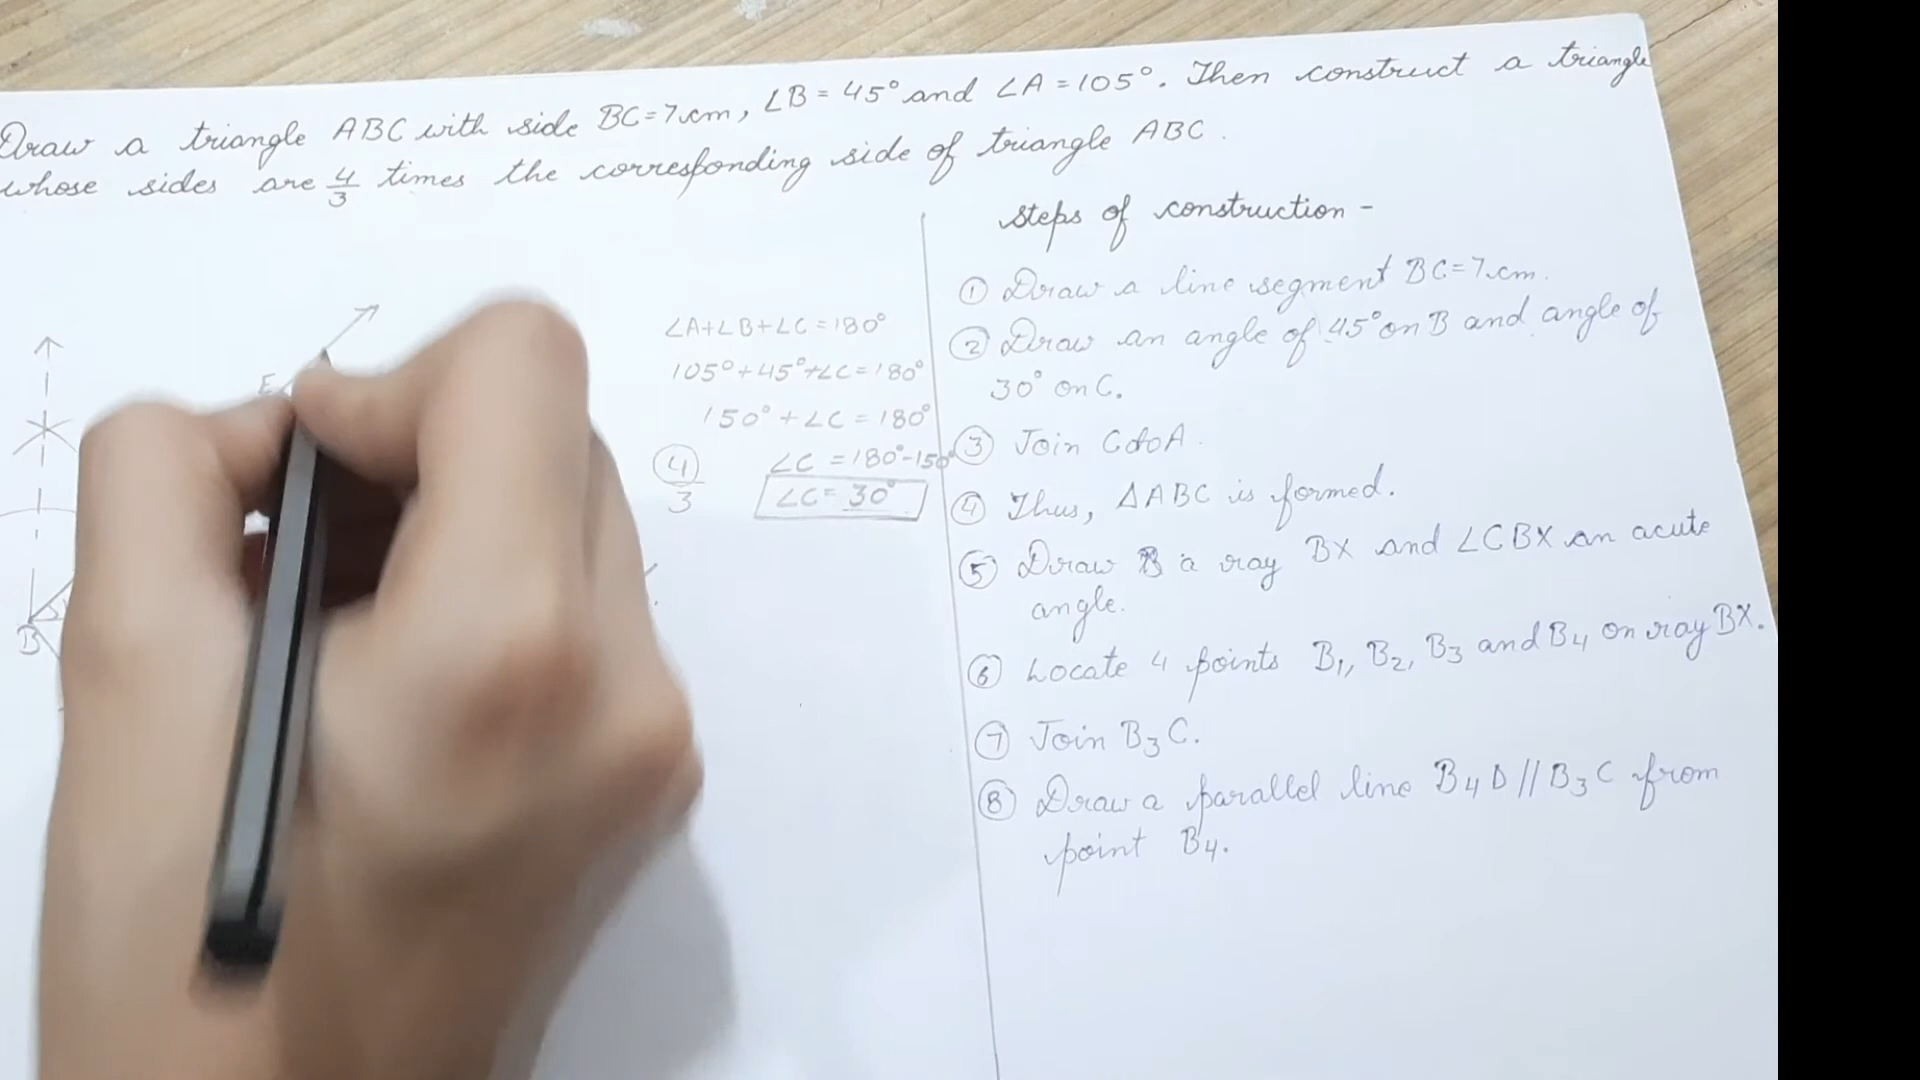 Draw a triangle ABC with side BC=7cm, ∠B = 45° and ∠A = 105°. Then construct a triangle
whose sides are 4/3 times the corresponding side of triangle ABC.
E
B
∠A+∠B+∠C = 180°
105°+45°+∠C = 180°
150° + ∠C = 180°
∠C = 180°-150°
∠C = 30°
4/3
steps of construction -
① Draw a line segment BC=7cm.
② Draw an angle of 45° on B and angle of
30° on C.
③ Join C to A.
④ Thus, ΔABC is formed.
⑤ Draw a ray BX and ∠CBX an acute
angle.
⑥ Locate 4 points B₁, B₂, B₃ and B₄ on ray BX.
⑦ Join B₃C.
⑧ Draw a parallel line B₄D // B₃C from
point B₄.